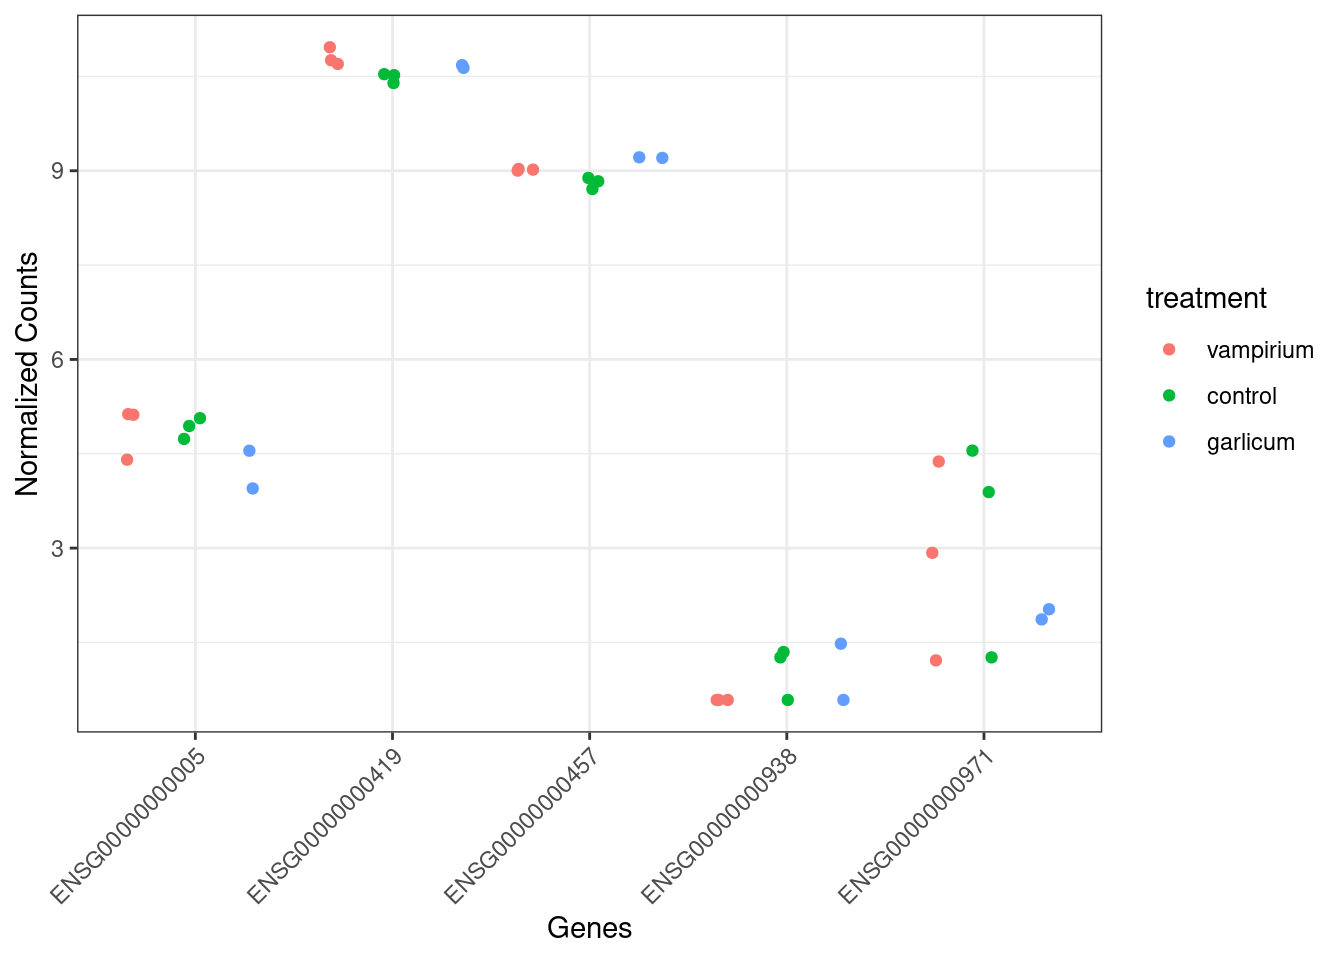 9
6
3
Normalized Counts
ENSG00000000005
ENSG00000000419
ENSG00000000457
ENSG00000000938
ENSG00000000971
Genes
treatment
vampirium
control
garlicum